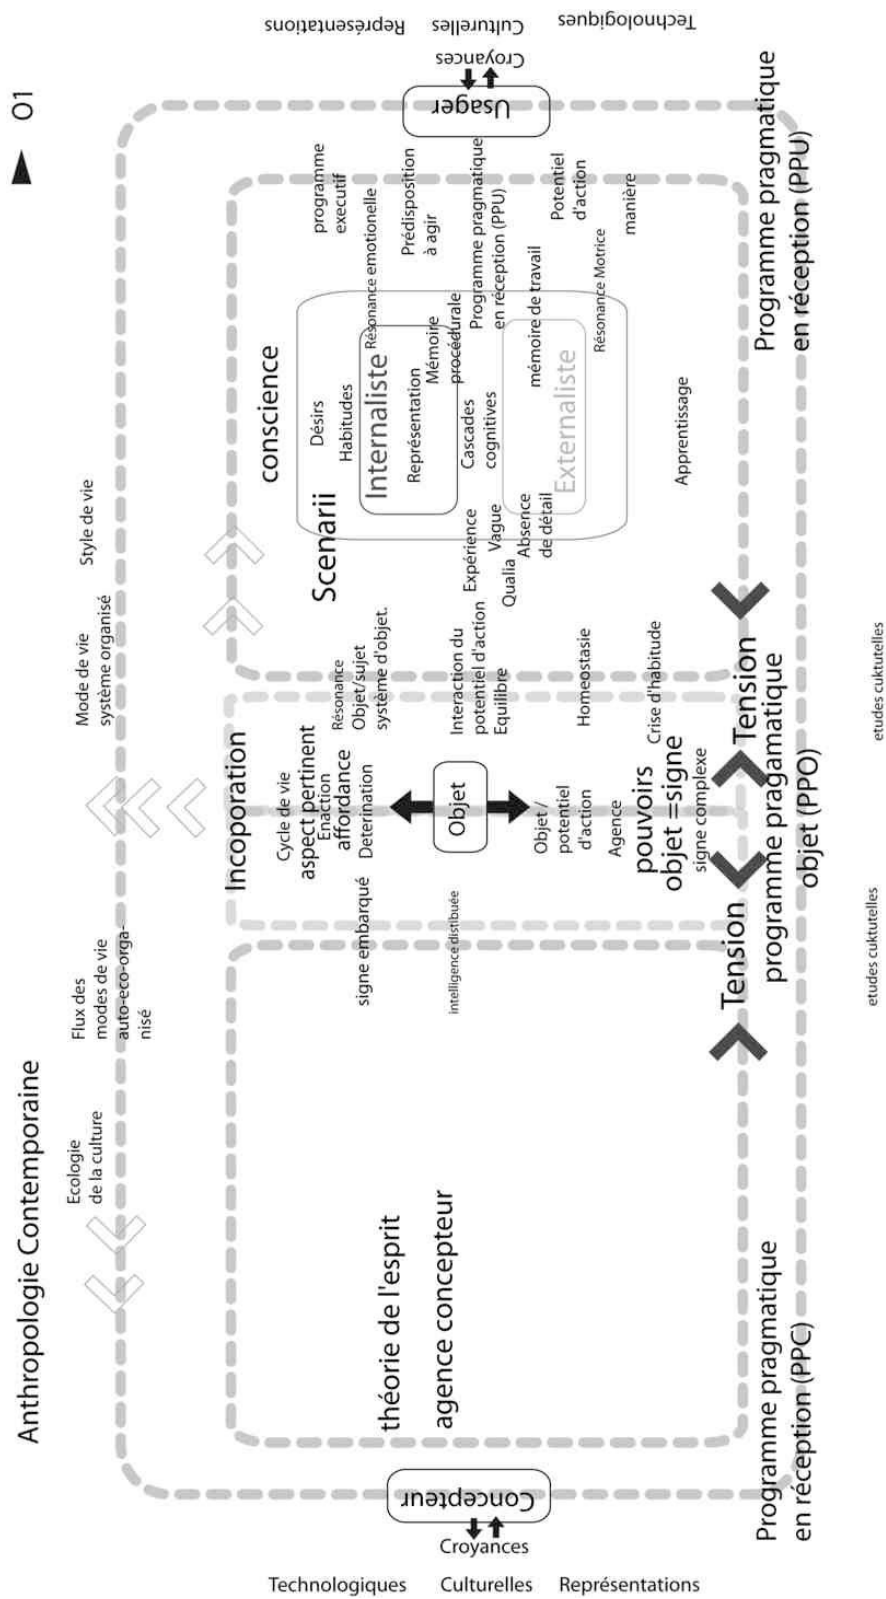 Anthropologie Contemporaine
► 01
Ecologie
de la culture
Flux des
modes de vie
auto-eco-orga-
nisé
Mode de vie
système organisé
Style de vie
Concepteur
Croyances
Technologiques
Culturelles
Représentations
théorie de l'esprit
agence concepteur
Programme pragmatique
en réception (PPC)
Tension
Incoporation
Cycle de vie
aspect pertinent
Enaction
affordance
Deterimation
signe embarqué
intelligence distibuée
Objet
Objet /
potentiel
d'action
Agence
pouvoirs
objet =signe
signe complexe
Résonance
Objet/sujet
système d'objet.
Interaction du
potentiel d'action
Equilibre
Homeostasie
Crise d'habitude
Tension
programme pragamatique
objet (PPO)
conscience
Scenarii
Désirs
Habitudes
Internaliste
Représentation
Mémoire
procédurale
Cascades
cognitives
Expérience
Vague
Qualia
Absence
de détail
Externaliste
mémoire de travail
Résonance Motrice
Apprentissage
programme
executif
Résonance emotionelle
Prédisposition
à agir
Programme pragmatique
en réception (PPU)
Potentiel
d'action
manière
Programme pragmatique
en réception (PPU)
Usager
Croyances
Représentations
Culturelles
Technologiques
etudes cuktutelles
etudes cuktutelles